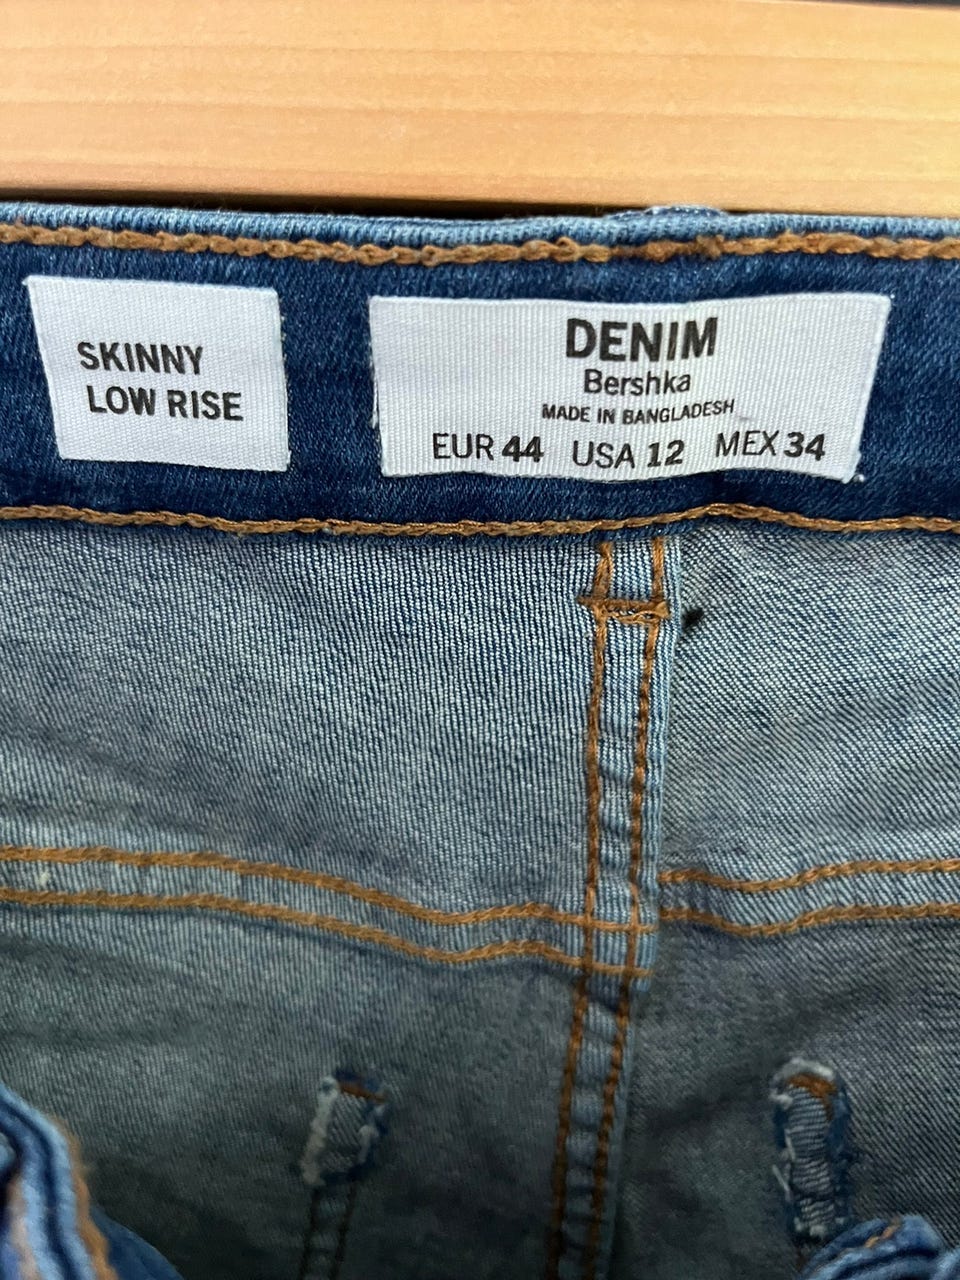 SKINNY
LOW RISE
DENIM
Bershka
MADE IN BANGLADESH
EUR 44 USA 12 MEX 34